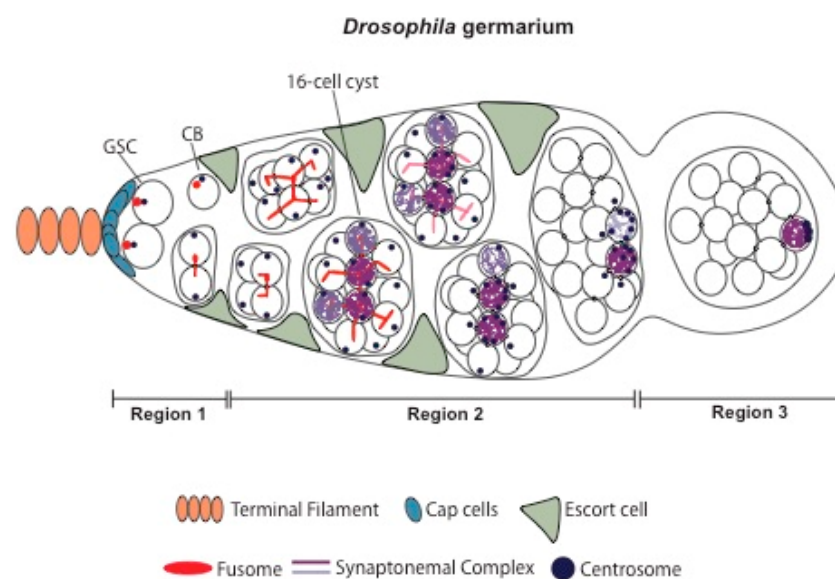 Drosophila germarium
16-cell cyst
CB
GSC
Region 1
Region 2
Region 3
Terminal Filament
Cap cells
Escort cell
Fusome
Synaptonemal Complex
Centrosome